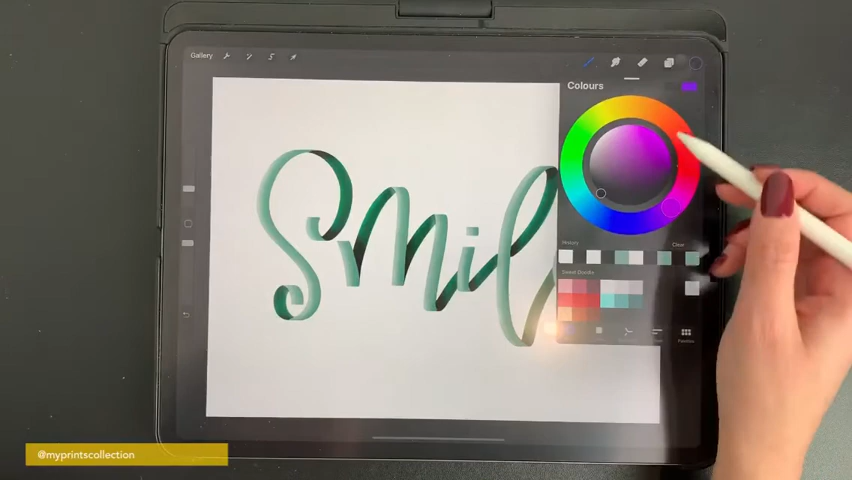 Gallery
Colours
Smil
History
Clear
Sweet Doodle
@myprintscollection